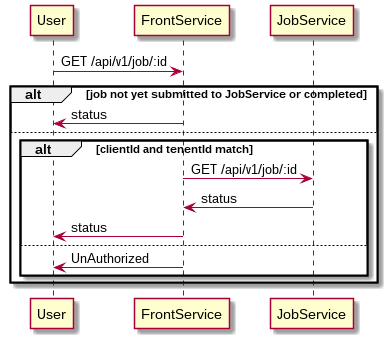 User FrontService JobService
GET /api/v1/job/:id
alt [job not yet submitted to JobService or completed]
status
alt [clientId and tenentId match]
GET /api/v1/job/:id
status
status
UnAuthorized
User FrontService JobService